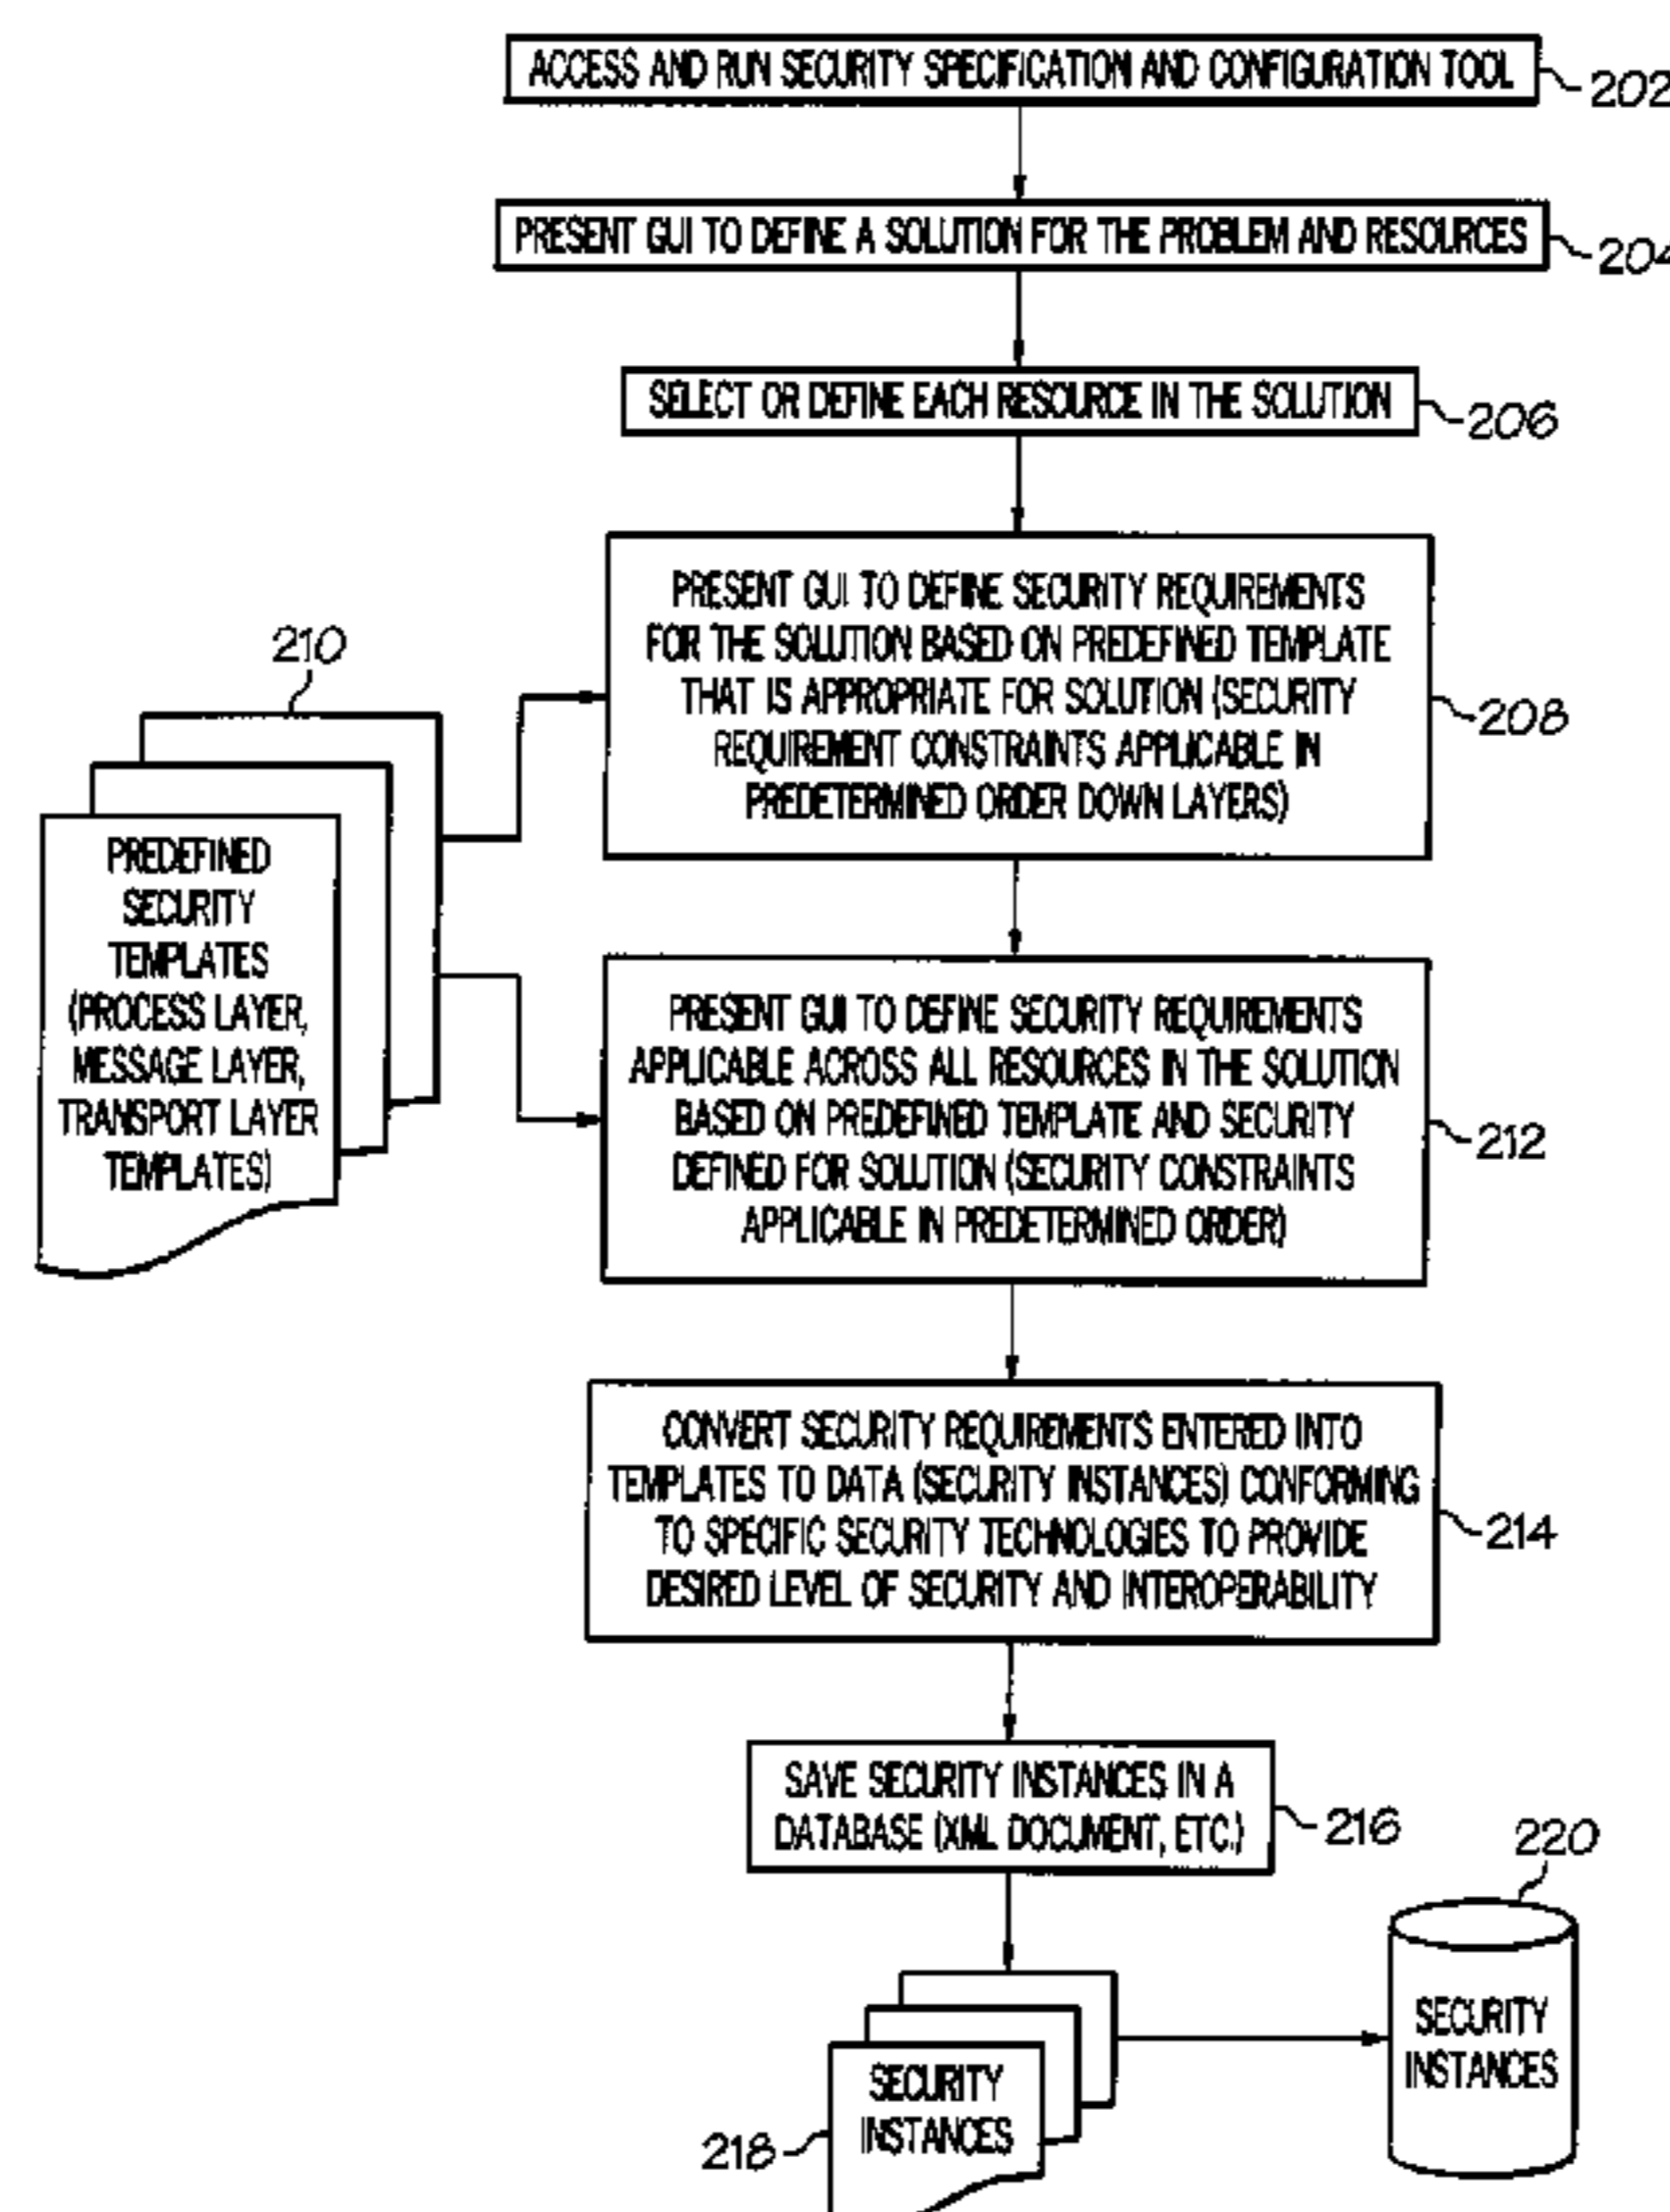 ACCESS AND RUN SECURITY SPECIFICATION AND CONFIGURATION TOOL
202
PRESENT GUI TO DEFINE A SOLUTION FOR THE PROBLEM AND RESOURCES
204
SELECT OR DEFINE EACH RESOURCE IN THE SOLUTION
206
PRESENT GUI TO DEFINE SECURITY REQUIREMENTS
FOR THE SOLUTION BASED ON PREDEFINED TEMPLATE
THAT IS APPROPRIATE FOR SOLUTION (SECURITY
REQUIREMENT CONSTRAINTS APPLICABLE IN
PREDETERMINED ORDER DOWN LAYERS)
208
210
PREDEFINED
SECURITY
TEMPLATES
(PROCESS LAYER,
MESSAGE LAYER,
TRANSPORT LAYER
TEMPLATES)
PRESENT GUI TO DEFINE SECURITY REQUIREMENTS
APPLICABLE ACROSS ALL RESOURCES IN THE SOLUTION
BASED ON PREDEFINED TEMPLATE AND SECURITY
DEFINED FOR SOLUTION (SECURITY CONSTRAINTS
APPLICABLE IN PREDETERMINED ORDER)
212
CONVERT SECURITY REQUIREMENTS ENTERED INTO
TEMPLATES TO DATA (SECURITY INSTANCES) CONFORMING
TO SPECIFIC SECURITY TECHNOLOGIES TO PROVIDE
DESIRED LEVEL OF SECURITY AND INTEROPERABILITY
214
SAVE SECURITY INSTANCES IN A
DATABASE (XML DOCUMENT, ETC.)
216
220
SECURITY
INSTANCES
SECURITY
INSTANCES
218